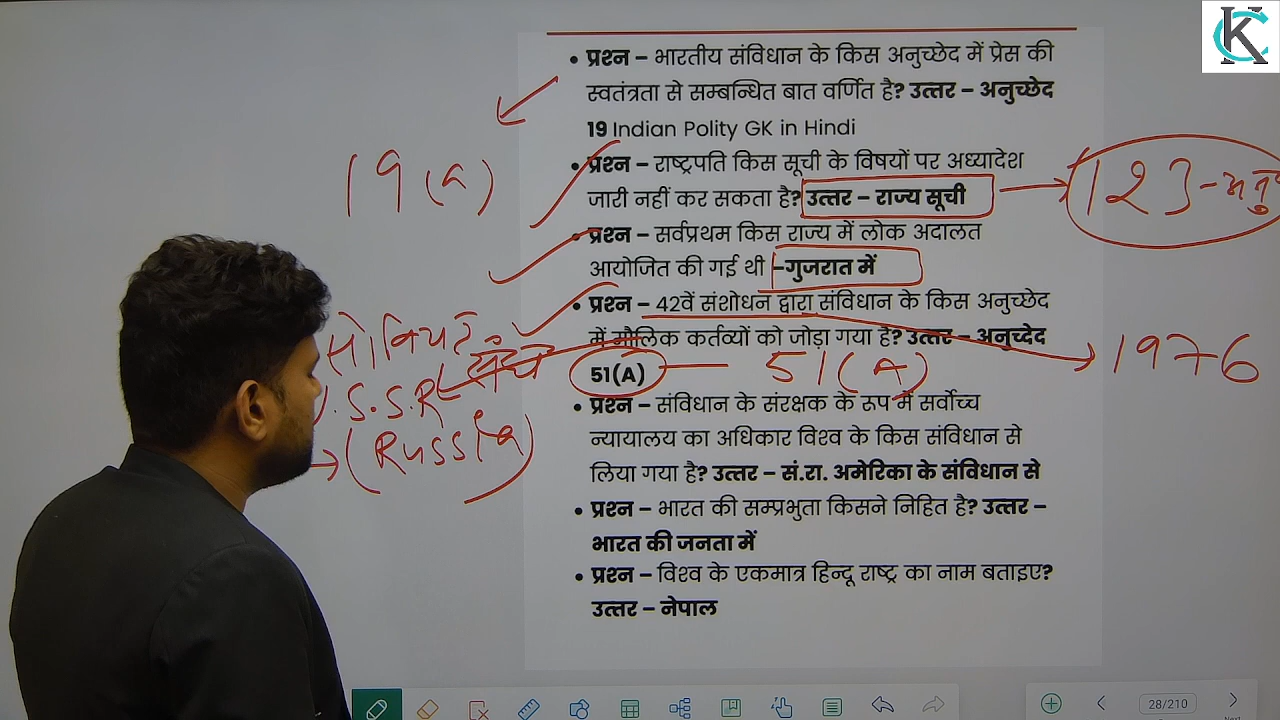 KC
• प्रश्न – भारतीय संविधान के किस अनुच्छेद में प्रेस की
स्वतंत्रता से सम्बन्धित बात वर्णित है? उत्तर – अनुच्छेद
19 Indian Polity GK in Hindi
19 (a)
• प्रश्न – राष्ट्रपति किस सूची के विषयों पर अध्यादेश
जारी नहीं कर सकता है? उत्तर – राज्य सूची
123 - अनु
• प्रश्न – सर्वप्रथम किस राज्य में लोक अदालत
आयोजित की गई थी –गुजरात में
• प्रश्न – 42वें संशोधन द्वारा संविधान के किस अनुच्छेद
में मौलिक कर्तव्यों को जोड़ा गया है? उत्तर – अनुच्देद
51(A)
51(A)
1976
सोवियत संघ
.S.S.R
(Russia)
• प्रश्न – संविधान के संरक्षक के रूप में सर्वोच्च
न्यायालय का अधिकार विश्व के किस संविधान से
लिया गया है? उत्तर – सं.रा. अमेरिका के संविधान से
• प्रश्न – भारत की सम्प्रभुता किसने निहित है? उत्तर –
भारत की जनता में
• प्रश्न – विश्व के एकमात्र हिन्दू राष्ट्र का नाम बताइए?
उत्तर – नेपाल
28/210
Next